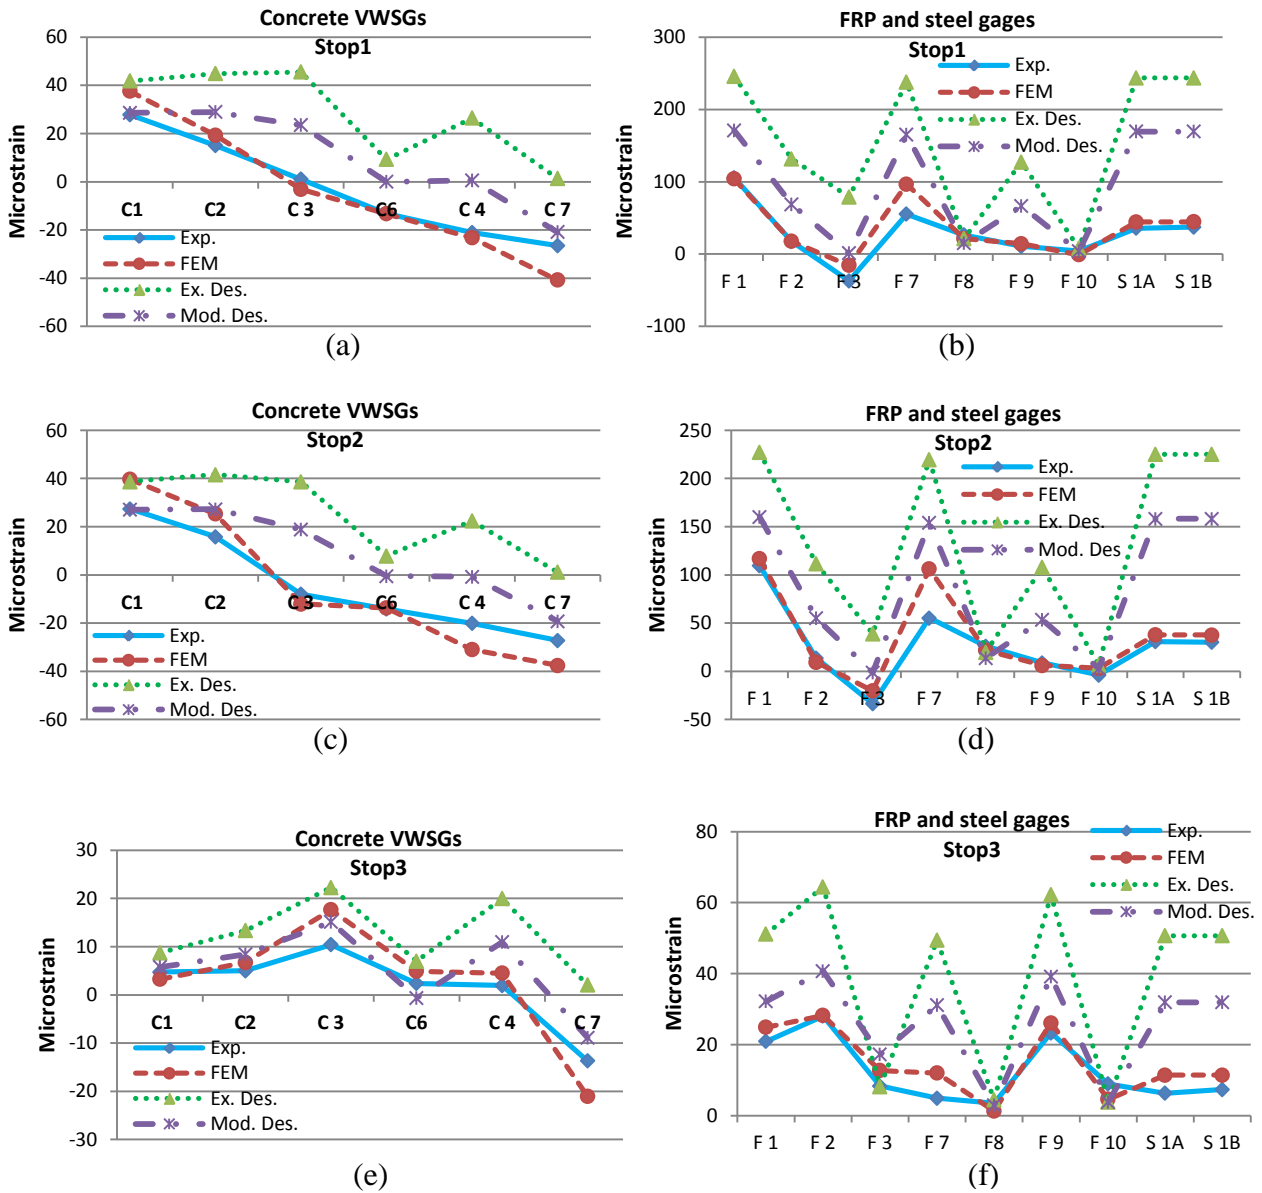 Concrete VWSGs
Stop1
60
40
20
0
-20
-40
-60
Microstrain
C1 C2 C 3 C6 C 4 C 7
Exp.
FEM
Ex. Des.
Mod. Des.
(a)
FRP and steel gages
Stop1
300
200
100
0
-100
Microstrain
Exp.
FEM
Ex. Des.
Mod. Des.
F 1 F 2 F 3 F 7 F8 F 9 F 10 S 1A S 1B
(b)
Concrete VWSGs
Stop2
60
40
20
0
-20
-40
-60
Microstrain
C1 C2 C 3 C6 C 4 C 7
Exp.
FEM
Ex. Des.
Mod. Des.
(c)
FRP and steel gages
Stop2
250
200
150
100
50
0
-50
Microstrain
Exp.
FEM
Ex. Des.
Mod. Des.
F 1 F 2 F 3 F 7 F8 F 9 F 10 S 1A S 1B
(d)
Concrete VWSGs
Stop3
30
20
10
0
-10
-20
-30
Microstrain
C1 C2 C 3 C6 C 4 C 7
Exp.
FEM
Ex. Des.
Mod. Des.
(e)
FRP and steel gages
Stop3
80
60
40
20
0
Microstrain
Exp.
FEM
Ex. Des.
Mod. Des.
F 1 F 2 F 3 F 7 F8 F 9 F 10 S 1A S 1B
(f)